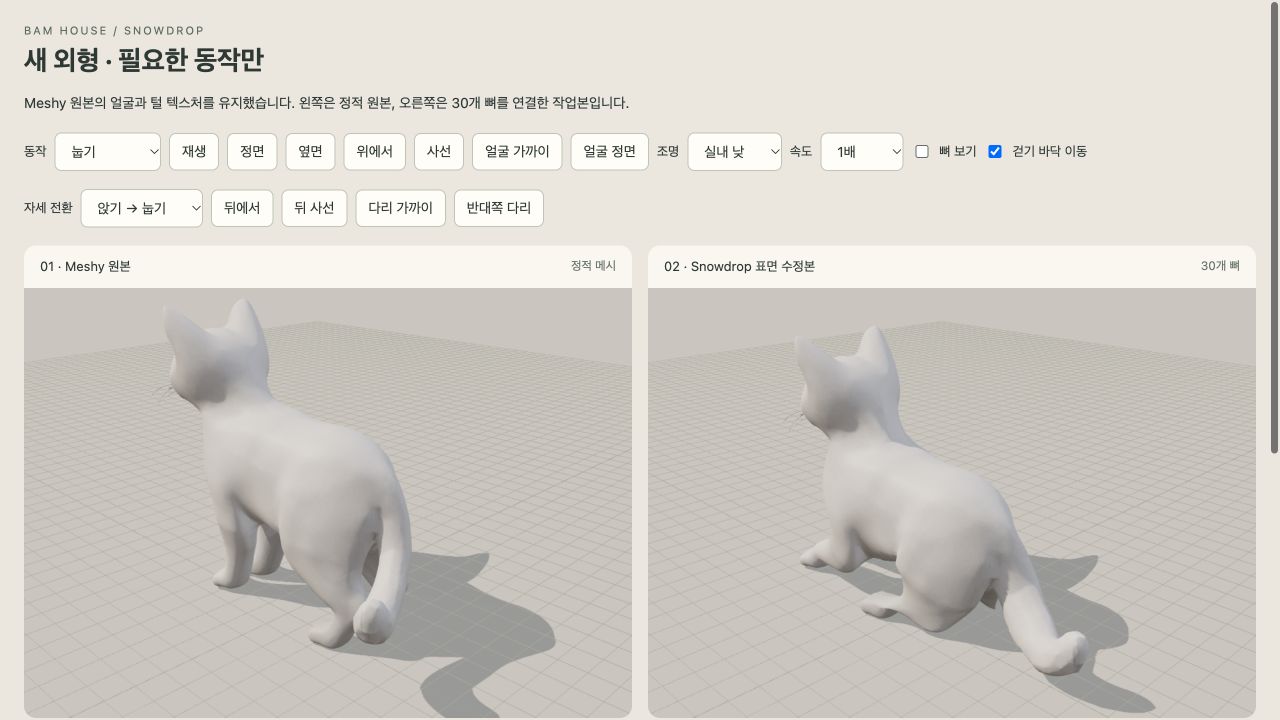 BAM HOUSE / SNOWDROP
새 외형 · 필요한 동작만
Meshy 원본의 얼굴과 털 텍스처를 유지했습니다. 왼쪽은 정적 원본, 오른쪽은 30개 뼈를 연결한 작업본입니다.
동작 눕기 재생 정면 옆면 위에서 사선 얼굴 가까이 얼굴 정면 조명 실내 낮 속도 1배 뼈 보기 걷기 바닥 이동
자세 전환 앉기 → 눕기 뒤에서 뒤 사선 다리 가까이 반대쪽 다리
01 · Meshy 원본 정적 메시
02 · Snowdrop 표면 수정본 30개 뼈